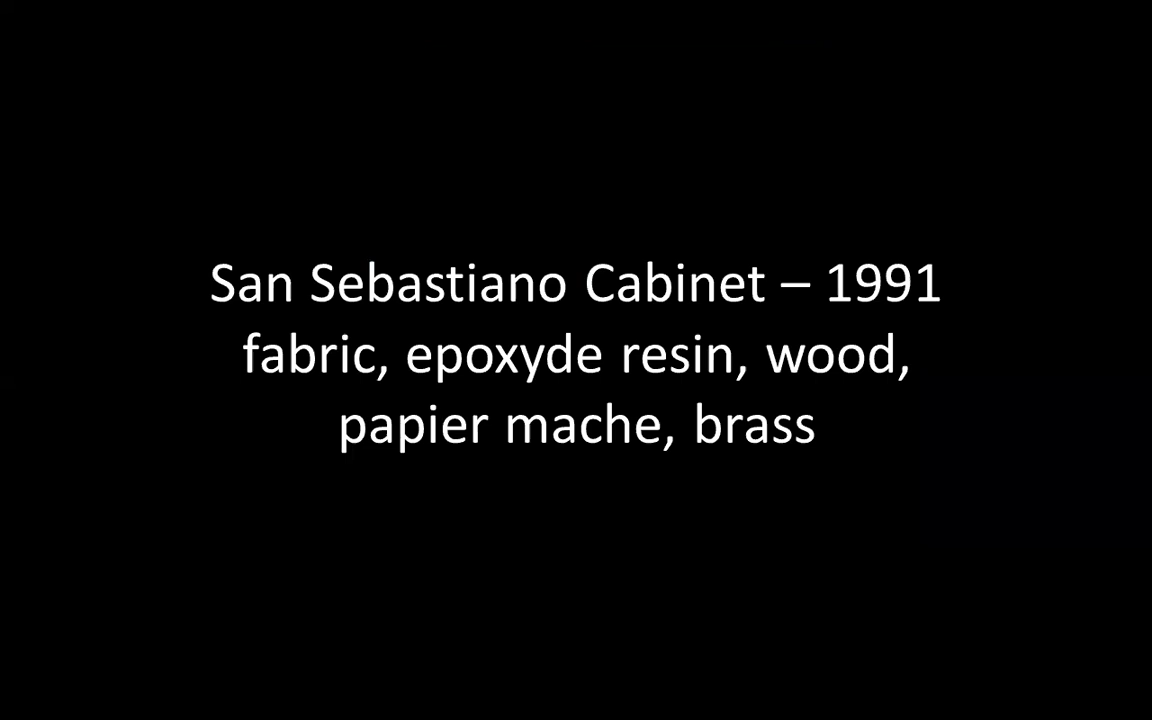 San Sebastiano Cabinet – 1991
fabric, epoxyde resin, wood,
papier mache, brass